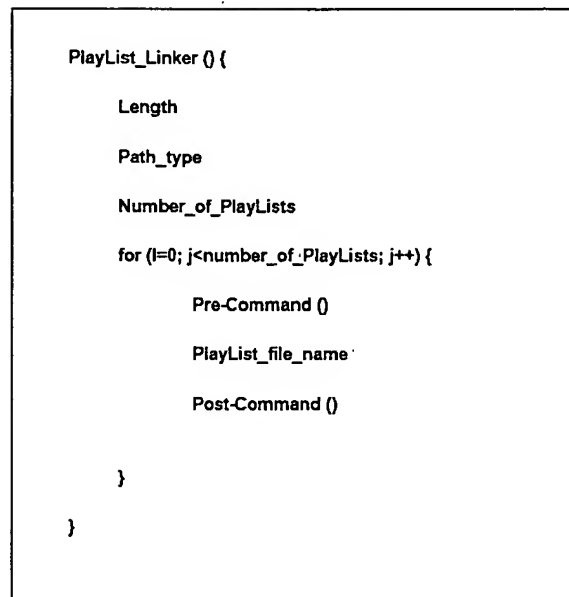 PlayList_Linker () {
Length
Path_type
Number_of_PlayLists
for (I=0; j<number_of_PlayLists; j++) {
Pre-Command ()
PlayList_file_name
Post-Command ()
}
}